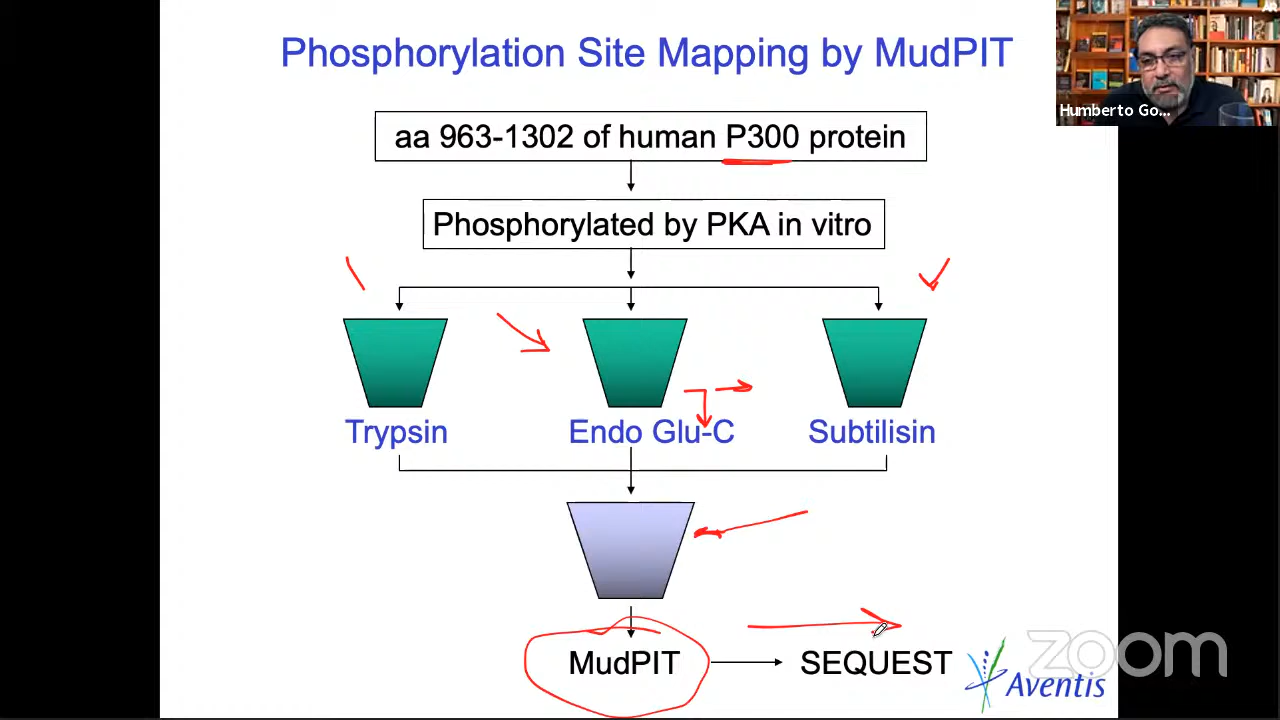 Phosphorylation Site Mapping by MudPIT
Humberto Go...
aa 963-1302 of human P300 protein
Phosphorylated by PKA in vitro
Trypsin
Endo Glu-C
Subtilisin
MudPIT
SEQUEST
Aventis
zoom